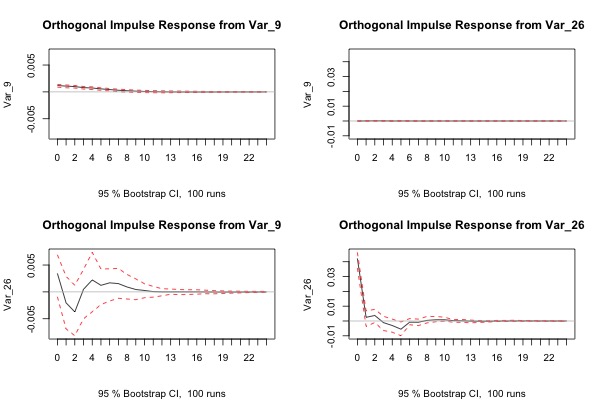 Orthogonal Impulse Response from Var_9
Var_9
0.005
-0.005
0 2 4 6 8 10 13 16 19 22
95 % Bootstrap CI, 100 runs
Orthogonal Impulse Response from Var_26
Var_9
0.03
0.01
-0.01
0 2 4 6 8 10 13 16 19 22
95 % Bootstrap CI, 100 runs
Orthogonal Impulse Response from Var_9
Var_26
0.005
-0.005
0 2 4 6 8 10 13 16 19 22
95 % Bootstrap CI, 100 runs
Orthogonal Impulse Response from Var_26
Var_26
0.03
0.01
-0.01
0 2 4 6 8 10 13 16 19 22
95 % Bootstrap CI, 100 runs